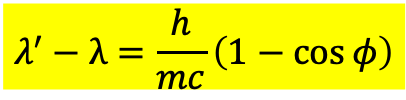 λ′ − λ = h/mc (1 − cos ϕ)